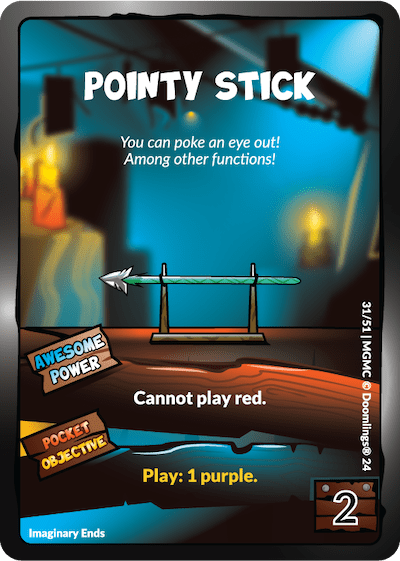 POINTY STICK
You can poke an eye out!
Among other functions!
AWESOME
POWER
Cannot play red.
POCKET
OBJECTIVE
Play: 1 purple.
2
Imaginary Ends
31/51 | MGMC © Doomlings® 24